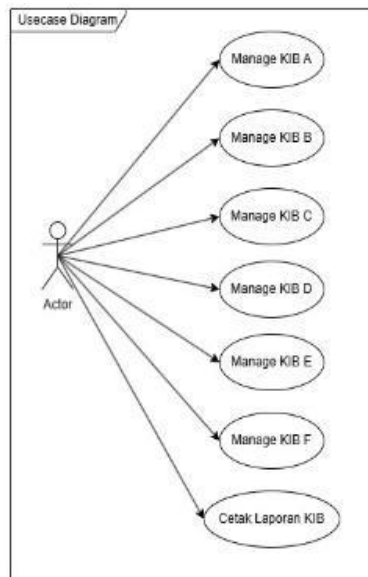 Usecase Diagram
Manage KIB A
Manage KIB B
Manage KIB C
Manage KIB D
Actor
Manage KIB E
Manage KIB F
Cetak Laporan KIB